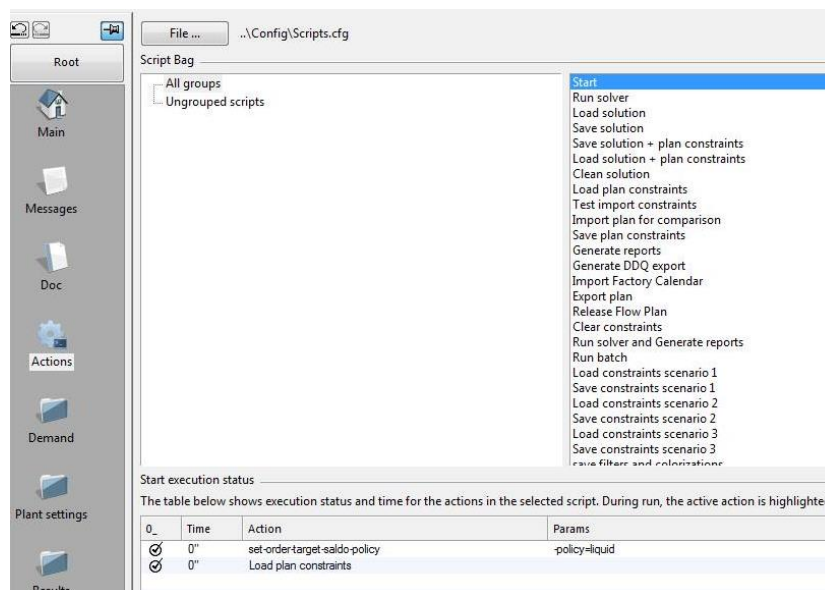 File ...
..\Config\Scripts.cfg
Root
Script Bag
All groups
Ungrouped scripts
Main
Messages
Doc
Actions
Demand
Plant settings
Results
Start
Run solver
Load solution
Save solution
Save solution + plan constraints
Load solution + plan constraints
Clean solution
Load plan constraints
Test import constraints
Import plan for comparison
Save plan constraints
Generate reports
Generate DDQ export
Import Factory Calendar
Export plan
Release Flow Plan
Clear constraints
Run solver and Generate reports
Run batch
Load constraints scenario 1
Save constraints scenario 1
Load constraints scenario 2
Save constraints scenario 2
Load constraints scenario 3
Save constraints scenario 3
save filters and colorizations
Start execution status
The table below shows execution status and time for the actions in the selected script. During run, the active action is highlighte
0_ Time Action Params
0" set-order-target-saldo-policy -policy=liquid
0" Load plan constraints